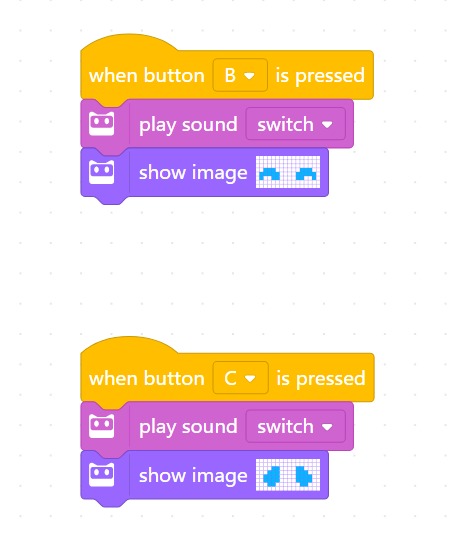 when button B is pressed
play sound switch
show image
when button C is pressed
play sound switch
show image